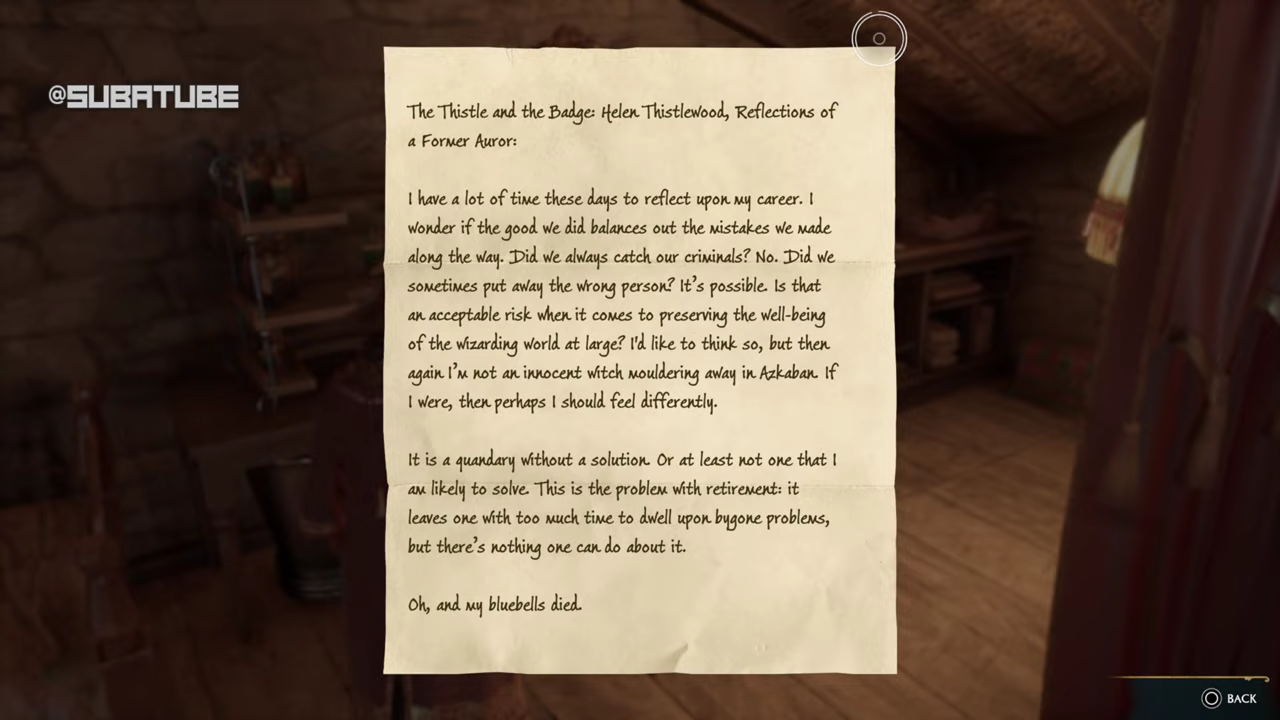 @SUBATUBE
The Thistle and the Badge: Helen Thistlewood, Reflections of
a Former Auror:
I have a lot of time these days to reflect upon my career. I
wonder if the good we did balances out the mistakes we made
along the way. Did we always catch our criminals? No. Did we
sometimes put away the wrong person? It's possible. Is that
an acceptable risk when it comes to preserving the well-being
of the wizarding world at large? I'd like to think so, but then
again I'm not an innocent witch mouldering away in Azkaban. If
I were, then perhaps I should feel differently.
It is a quandary without a solution. Or at least not one that I
am likely to solve. This is the problem with retirement: it
leaves one with too much time to dwell upon bygone problems,
but there's nothing one can do about it.
Oh, and my bluebells died.
BACK